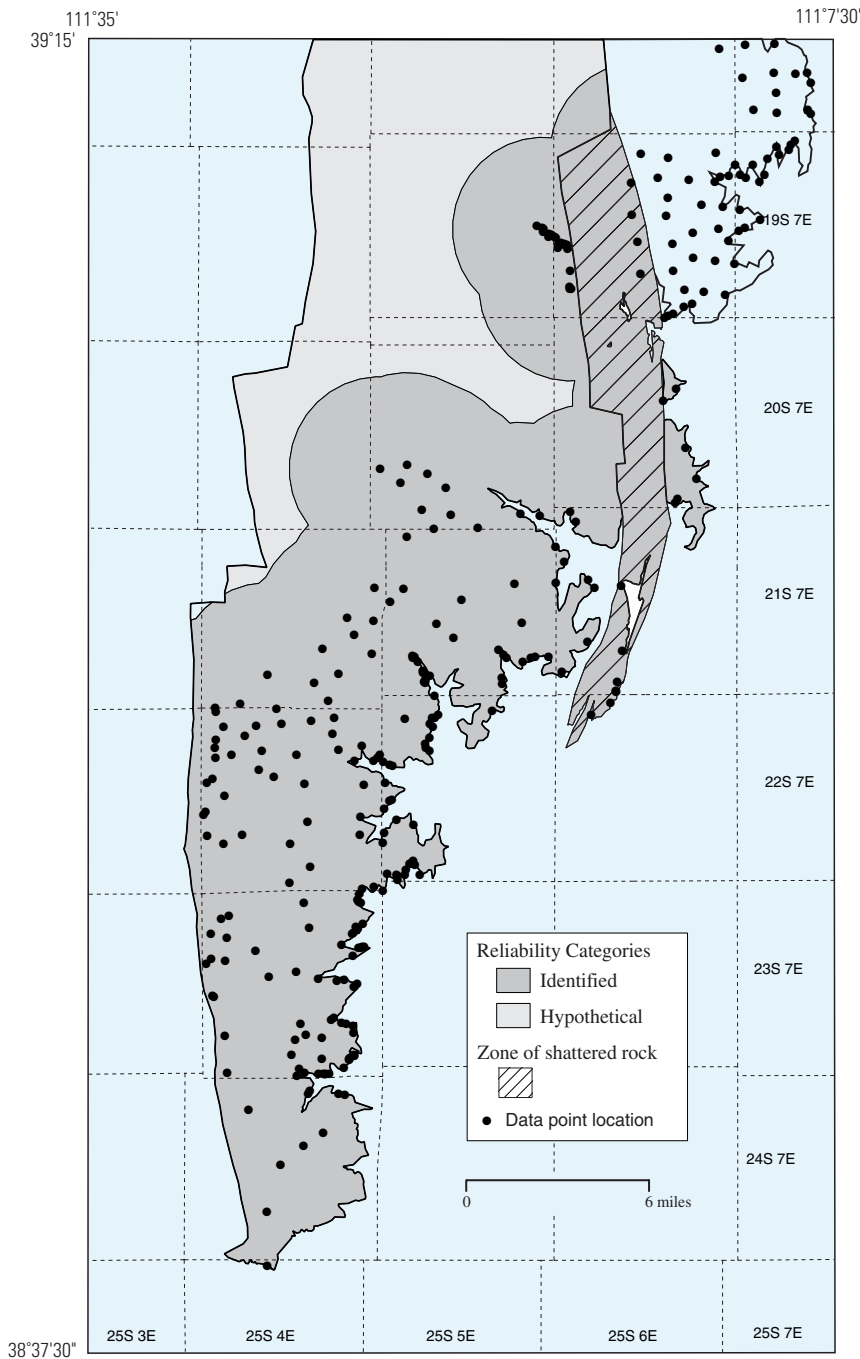 111°35'
111°7'30"
39°15'
19S 7E
20S 7E
21S 7E
22S 7E
Reliability Categories
Identified
Hypothetical
Zone of shattered rock
Data point location
23S 7E
24S 7E
0
6 miles
25S 3E
25S 4E
25S 5E
25S 6E
25S 7E
38°37'30"